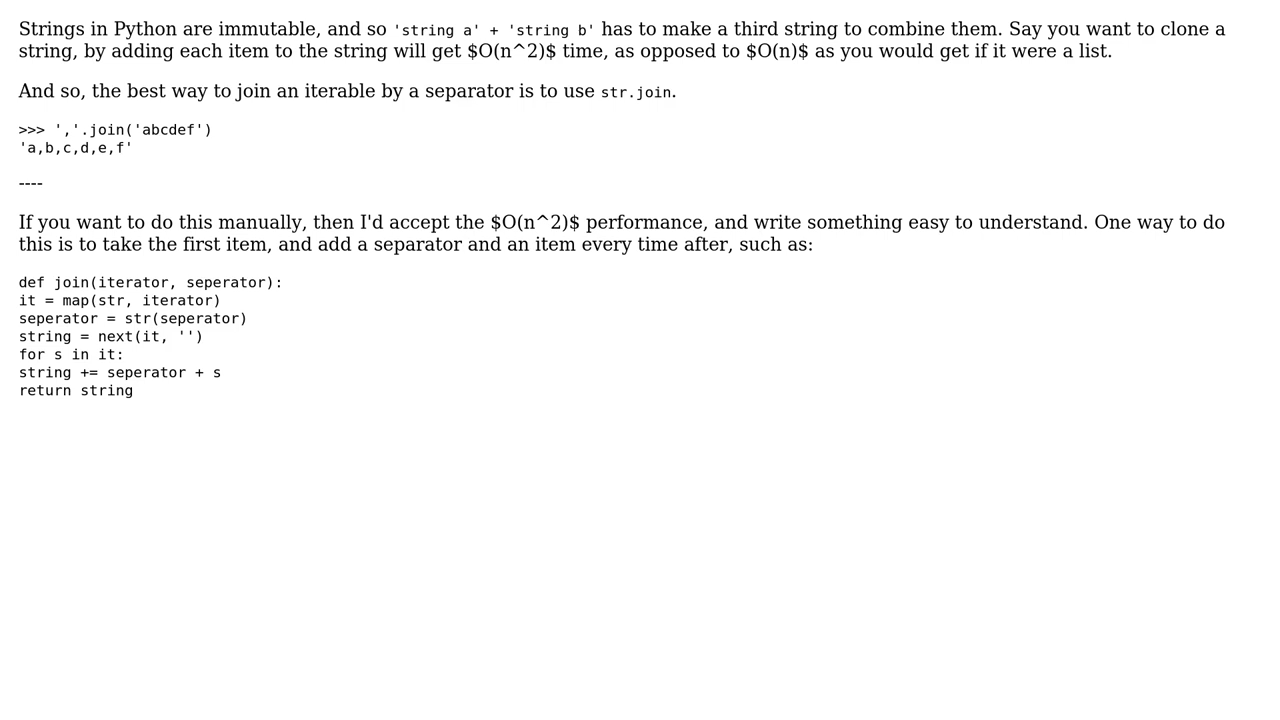 Strings in Python are immutable, and so 'string a' + 'string b' has to make a third string to combine them. Say you want to clone a
string, by adding each item to the string will get $O(n^2)$ time, as opposed to $O(n)$ as you would get if it were a list.
And so, the best way to join an iterable by a separator is to use str.join.
>>> ','.join('abcdef')
'a,b,c,d,e,f'
----
If you want to do this manually, then I'd accept the $O(n^2)$ performance, and write something easy to understand. One way to do
this is to take the first item, and add a separator and an item every time after, such as:
def join(iterator, seperator):
it = map(str, iterator)
seperator = str(seperator)
string = next(it, '')
for s in it:
string += seperator + s
return string